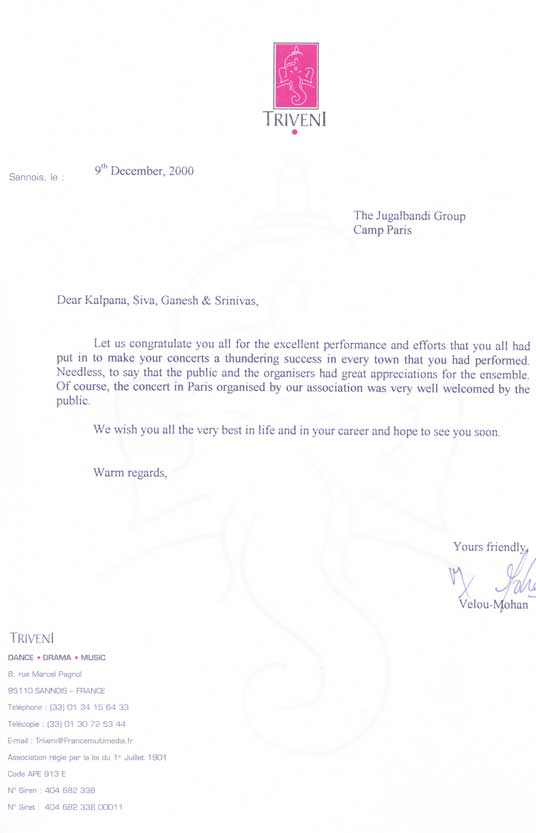 TRIVENI
Sannois, le :
9th December, 2000
The Jugalbandi Group
Camp Paris
Dear Kalpana, Siva, Ganesh & Srinivas,
Let us congratulate you all for the excellent performance and efforts that you all had
put in to make your concerts a thundering success in every town that you had performed.
Needless, to say that the public and the organisers had great appreciations for the ensemble.
Of course, the concert in Paris organised by our association was very well welcomed by the
public.
We wish you all the very best in life and in your career and hope to see you soon.
Warm regards,
Yours friendly,
Velou-Mohan
TRIVENI
DANCE • DRAMA • MUSIC
8, rue Marcel Pagnol
95110 SANNOIS – FRANCE
Téléphone : (33) 01 34 15 64 33
Télécopie : (33) 01 30 72 53 44
E-mail : Triveni@Francemultimedia.fr
Association régie par la loi du 1er Juillet 1901
Code APE 913 E
N° Siren : 404 682 338
N° Siret : 404 682 338 00011